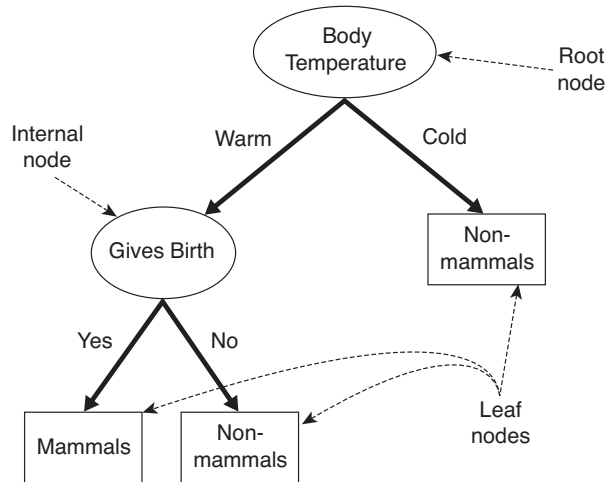 Body
Temperature
Root
node
Internal
node
Warm
Cold
Gives Birth
Non-
mammals
Yes
No
Mammals
Non-
mammals
Leaf
nodes